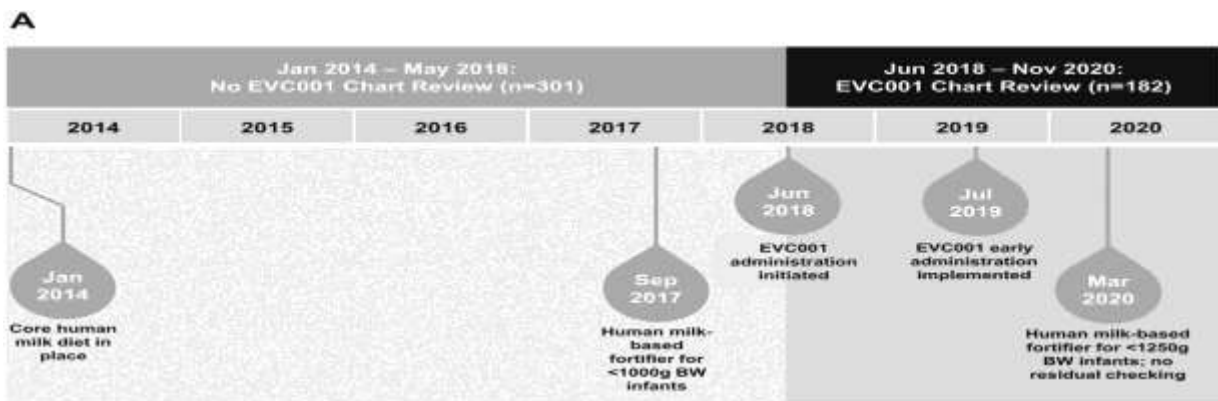 A
Jan 2014 – May 2018:
No EVC001 Chart Review (n=301)
Jun 2018 – Nov 2020:
EVC001 Chart Review (n=182)
2014
2015
2016
2017
2018
2019
2020
Jan
2014
Core human
milk diet in
place
Sep
2017
Human milk-
based
fortifier for
<1000g BW
infants
Jun
2018
EVC001
administration
initiated
Jul
2019
EVC001 early
administration
implemented
Mar
2020
Human milk-based
fortifier for <1250g
BW infants; no
residual checking